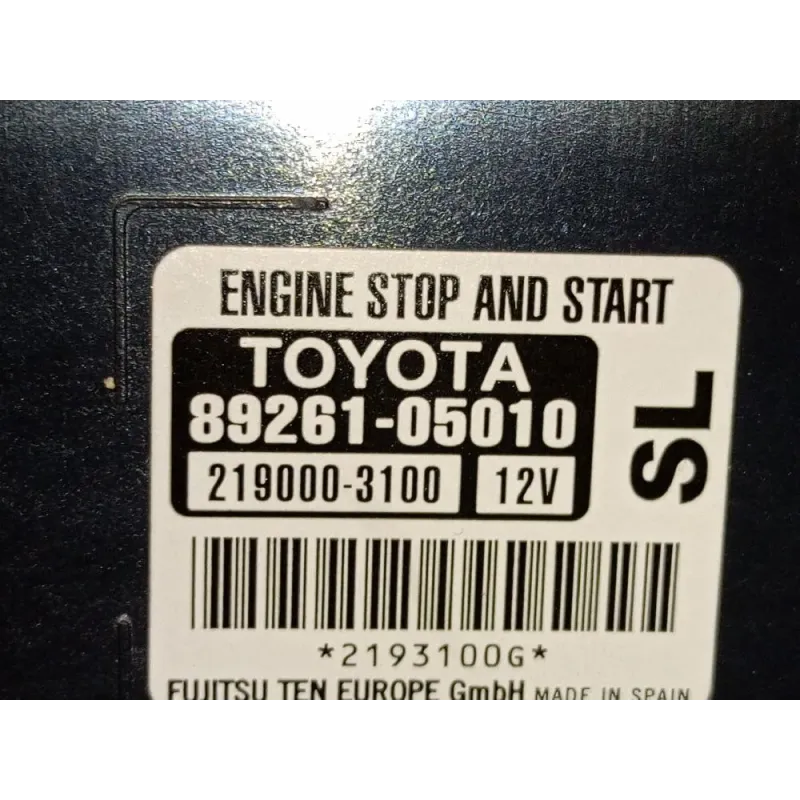 ENGINE STOP AND START
TOYOTA
89261-05010
219000-3100 12V
SL
*2193100G*
FUJITSU TEN EUROPE GmbH MADE IN SPAIN